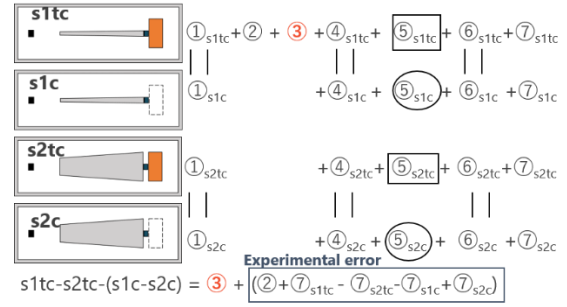 s1tc ①s1tc+② + ③ +④s1tc+ ⑤s1tc+ ⑥s1tc+⑦s1tc
s1c ①s1c +④s1c + ⑤s1c+ ⑥s1c +⑦s1c
s2tc ①s2tc +④s2tc+ ⑤s2tc+ ⑥s2tc+⑦s2tc
s2c ①s2c +④s2c+ ⑤s2c+ ⑥s2c+⑦s2c
Experimental error
s1tc-s2tc-(s1c-s2c) = ③ + (②+⑦s1tc - ⑦s2tc-⑦s1c+⑦s2c)